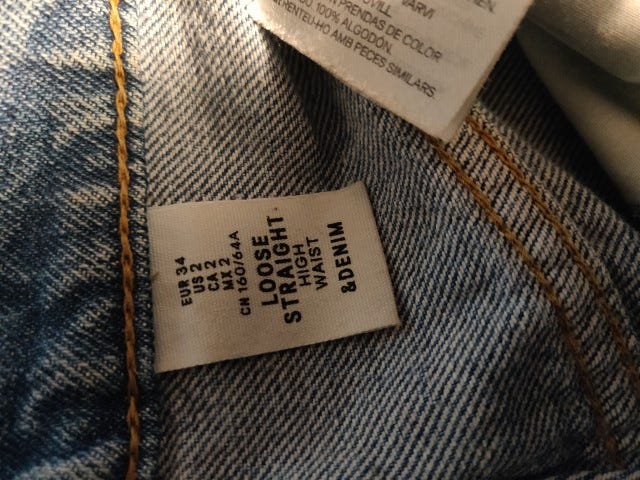 VILL
PRENDAS DE COLOR
100% ALGODON.
AMB PECES SIMILARS.
EUR 34
US 2
CA 2
MX 2
CN 160/64A
LOOSE
STRAIGHT
HIGH
WAIST
&DENIM